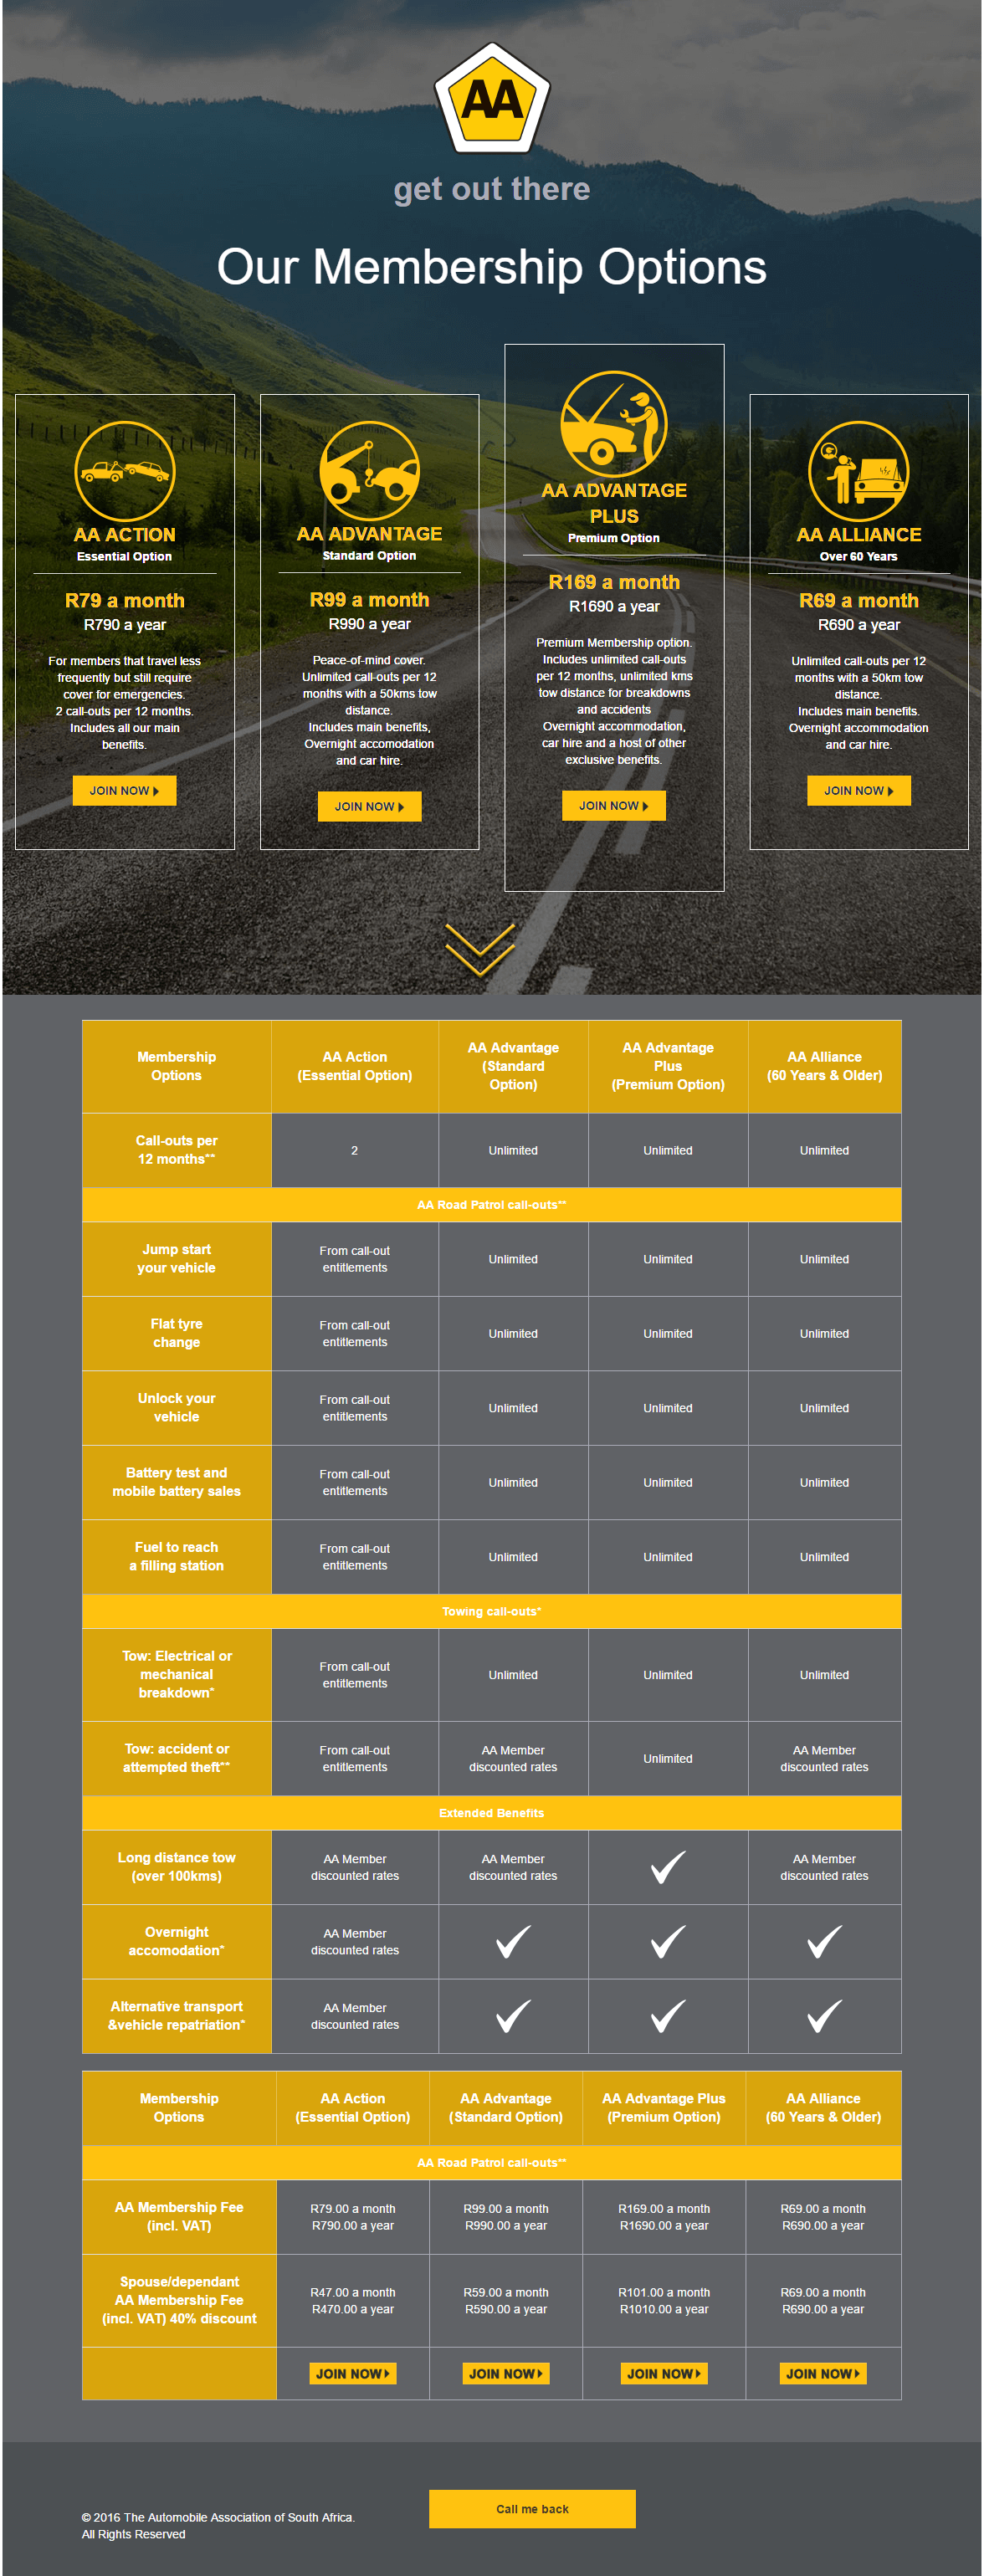 AA
get out there
Our Membership Options
AA ACTION
Essential Option
R79 a month
R790 a year
For members that travel less
frequently but still require
cover for emergencies.
2 call-outs per 12 months.
Includes all our main
benefits.
JOIN NOW
AA ADVANTAGE
Standard Option
R99 a month
R990 a year
Peace-of-mind cover.
Unlimited call-outs per 12
months with a 50kms tow
distance.
Includes main benefits,
Overnight accomodation
and car hire.
JOIN NOW
AA ADVANTAGE
PLUS
Premium Option
R169 a month
R1690 a year
Premium Membership option.
Includes unlimited call-outs
per 12 months, unlimited kms
tow distance for breakdowns
and accidents
Overnight accommodation,
car hire and a host of other
exclusive benefits.
JOIN NOW
AA ALLIANCE
Over 60 Years
R69 a month
R690 a year
Unlimited call-outs per 12
months with a 50km tow
distance.
Includes main benefits.
Overnight accommodation
and car hire.
JOIN NOW
Membership
Options
AA Action
(Essential Option)
AA Advantage
(Standard
Option)
AA Advantage
Plus
(Premium Option)
AA Alliance
(60 Years & Older)
Call-outs per
12 months**
2
Unlimited
Unlimited
Unlimited
AA Road Patrol call-outs**
Jump start
your vehicle
From call-out
entitlements
Unlimited
Unlimited
Unlimited
Flat tyre
change
From call-out
entitlements
Unlimited
Unlimited
Unlimited
Unlock your
vehicle
From call-out
entitlements
Unlimited
Unlimited
Unlimited
Battery test and
mobile battery sales
From call-out
entitlements
Unlimited
Unlimited
Unlimited
Fuel to reach
a filling station
From call-out
entitlements
Unlimited
Unlimited
Unlimited
Towing call-outs*
Tow: Electrical or
mechanical
breakdown*
From call-out
entitlements
Unlimited
Unlimited
Unlimited
Tow: accident or
attempted theft**
From call-out
entitlements
AA Member
discounted rates
Unlimited
AA Member
discounted rates
Extended Benefits
Long distance tow
(over 100kms)
AA Member
discounted rates
AA Member
discounted rates
AA Member
discounted rates
Overnight
accomodation*
AA Member
discounted rates
Alternative transport
&vehicle repatriation*
AA Member
discounted rates
Membership
Options
AA Action
(Essential Option)
AA Advantage
(Standard Option)
AA Advantage Plus
(Premium Option)
AA Alliance
(60 Years & Older)
AA Road Patrol call-outs**
AA Membership Fee
(incl. VAT)
R79.00 a month
R790.00 a year
R99.00 a month
R990.00 a year
R169.00 a month
R1690.00 a year
R69.00 a month
R690.00 a year
Spouse/dependant
AA Membership Fee
(incl. VAT) 40% discount
R47.00 a month
R470.00 a year
R59.00 a month
R590.00 a year
R101.00 a month
R1010.00 a year
R69.00 a month
R690.00 a year
JOIN NOW
JOIN NOW
JOIN NOW
JOIN NOW
© 2016 The Automobile Association of South Africa.
All Rights Reserved
Call me back